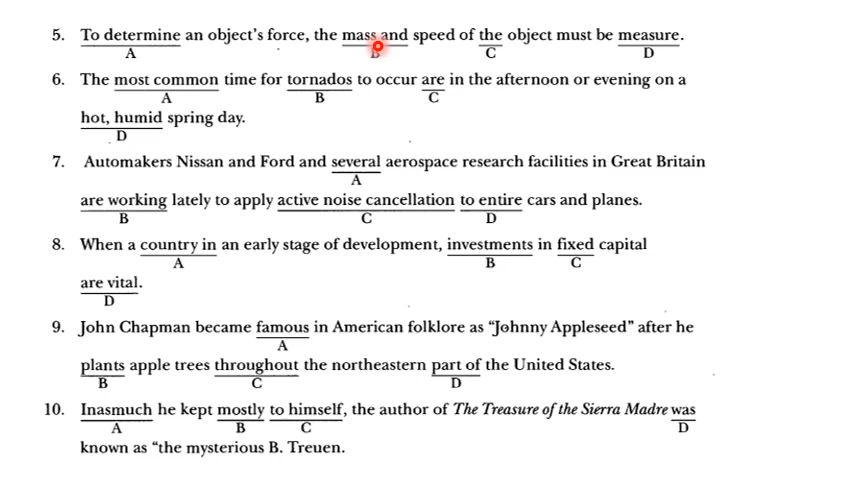 5. To determine an object's force, the mass and speed of the object must be measure.
A B C D
6. The most common time for tornados to occur are in the afternoon or evening on a
A B C
hot, humid spring day.
D
7. Automakers Nissan and Ford and several aerospace research facilities in Great Britain
A
are working lately to apply active noise cancellation to entire cars and planes.
B C D
8. When a country in an early stage of development, investments in fixed capital
A B C
are vital.
D
9. John Chapman became famous in American folklore as “Johnny Appleseed” after he
A
plants apple trees throughout the northeastern part of the United States.
B C D
10. Inasmuch he kept mostly to himself, the author of The Treasure of the Sierra Madre was
A B C D
known as “the mysterious B. Treuen.